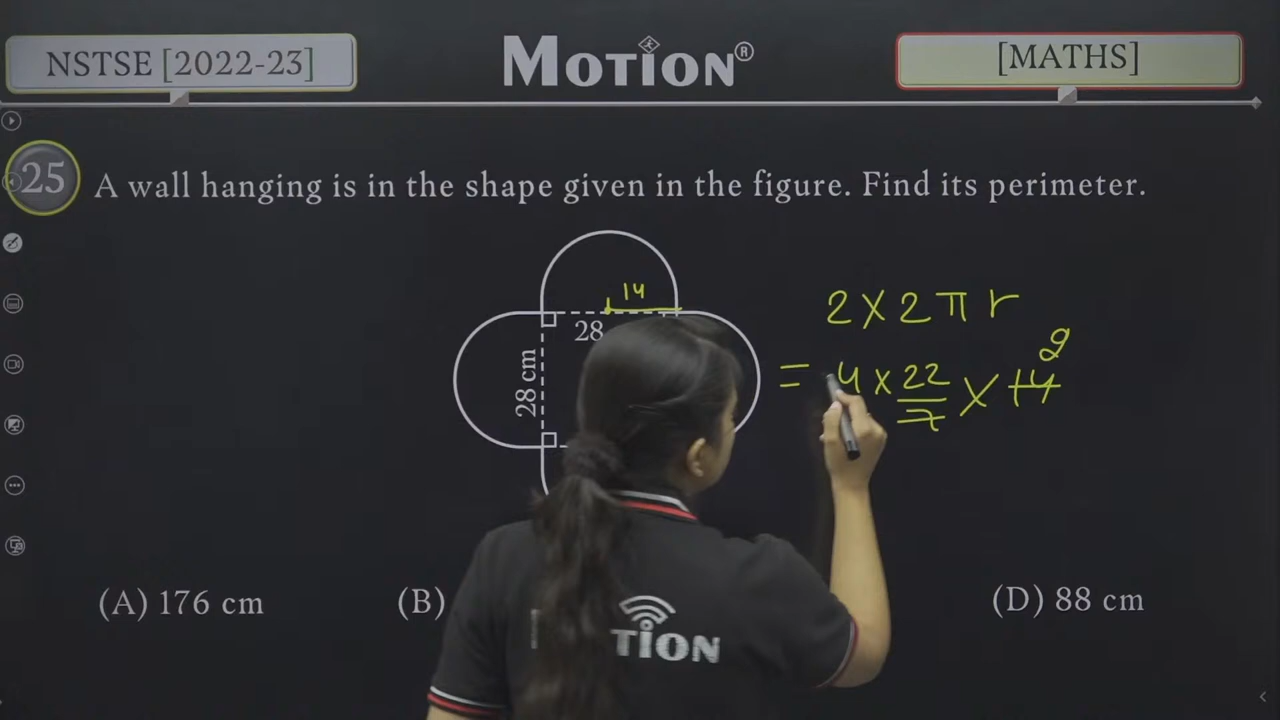 NSTSE [2022-23]
MOTION®
[MATHS]
25
A wall hanging is in the shape given in the figure. Find its perimeter.
14
28
28 cm
2 × 2 π r
= 4 × 22/7 × 14
2
(A) 176 cm
(B)
(D) 88 cm
TION